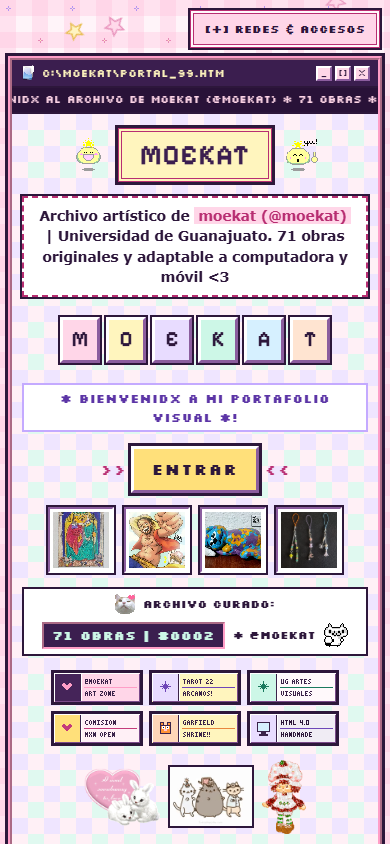 [+] REDES & ACCESOS
O:\MOEKAT\PORTAL_99.HTM
NIDX AL ARCHIVO DE MOEKAT (@MOEKAT) * 71 OBRAS *
yay!
MOEKAT
Archivo artístico de moekat (@moekat)
| Universidad de Guanajuato. 71 obras
originales y adaptable a computadora y
móvil <3
M O E K A T
* BIENVENIDX A MI PORTAFOLIO
VISUAL *!
>> ENTRAR <<
ARCHIVO CURADO:
71 OBRAS | 80002 * @MOEKAT
@MOEKAT
ART ZONE
TAROT 22
ARCANOS!
UG ARTES
VISUALES
COMISION
MXN OPEN
GARFIELD
SHRINE!!
HTML 4.0
HANDMADE